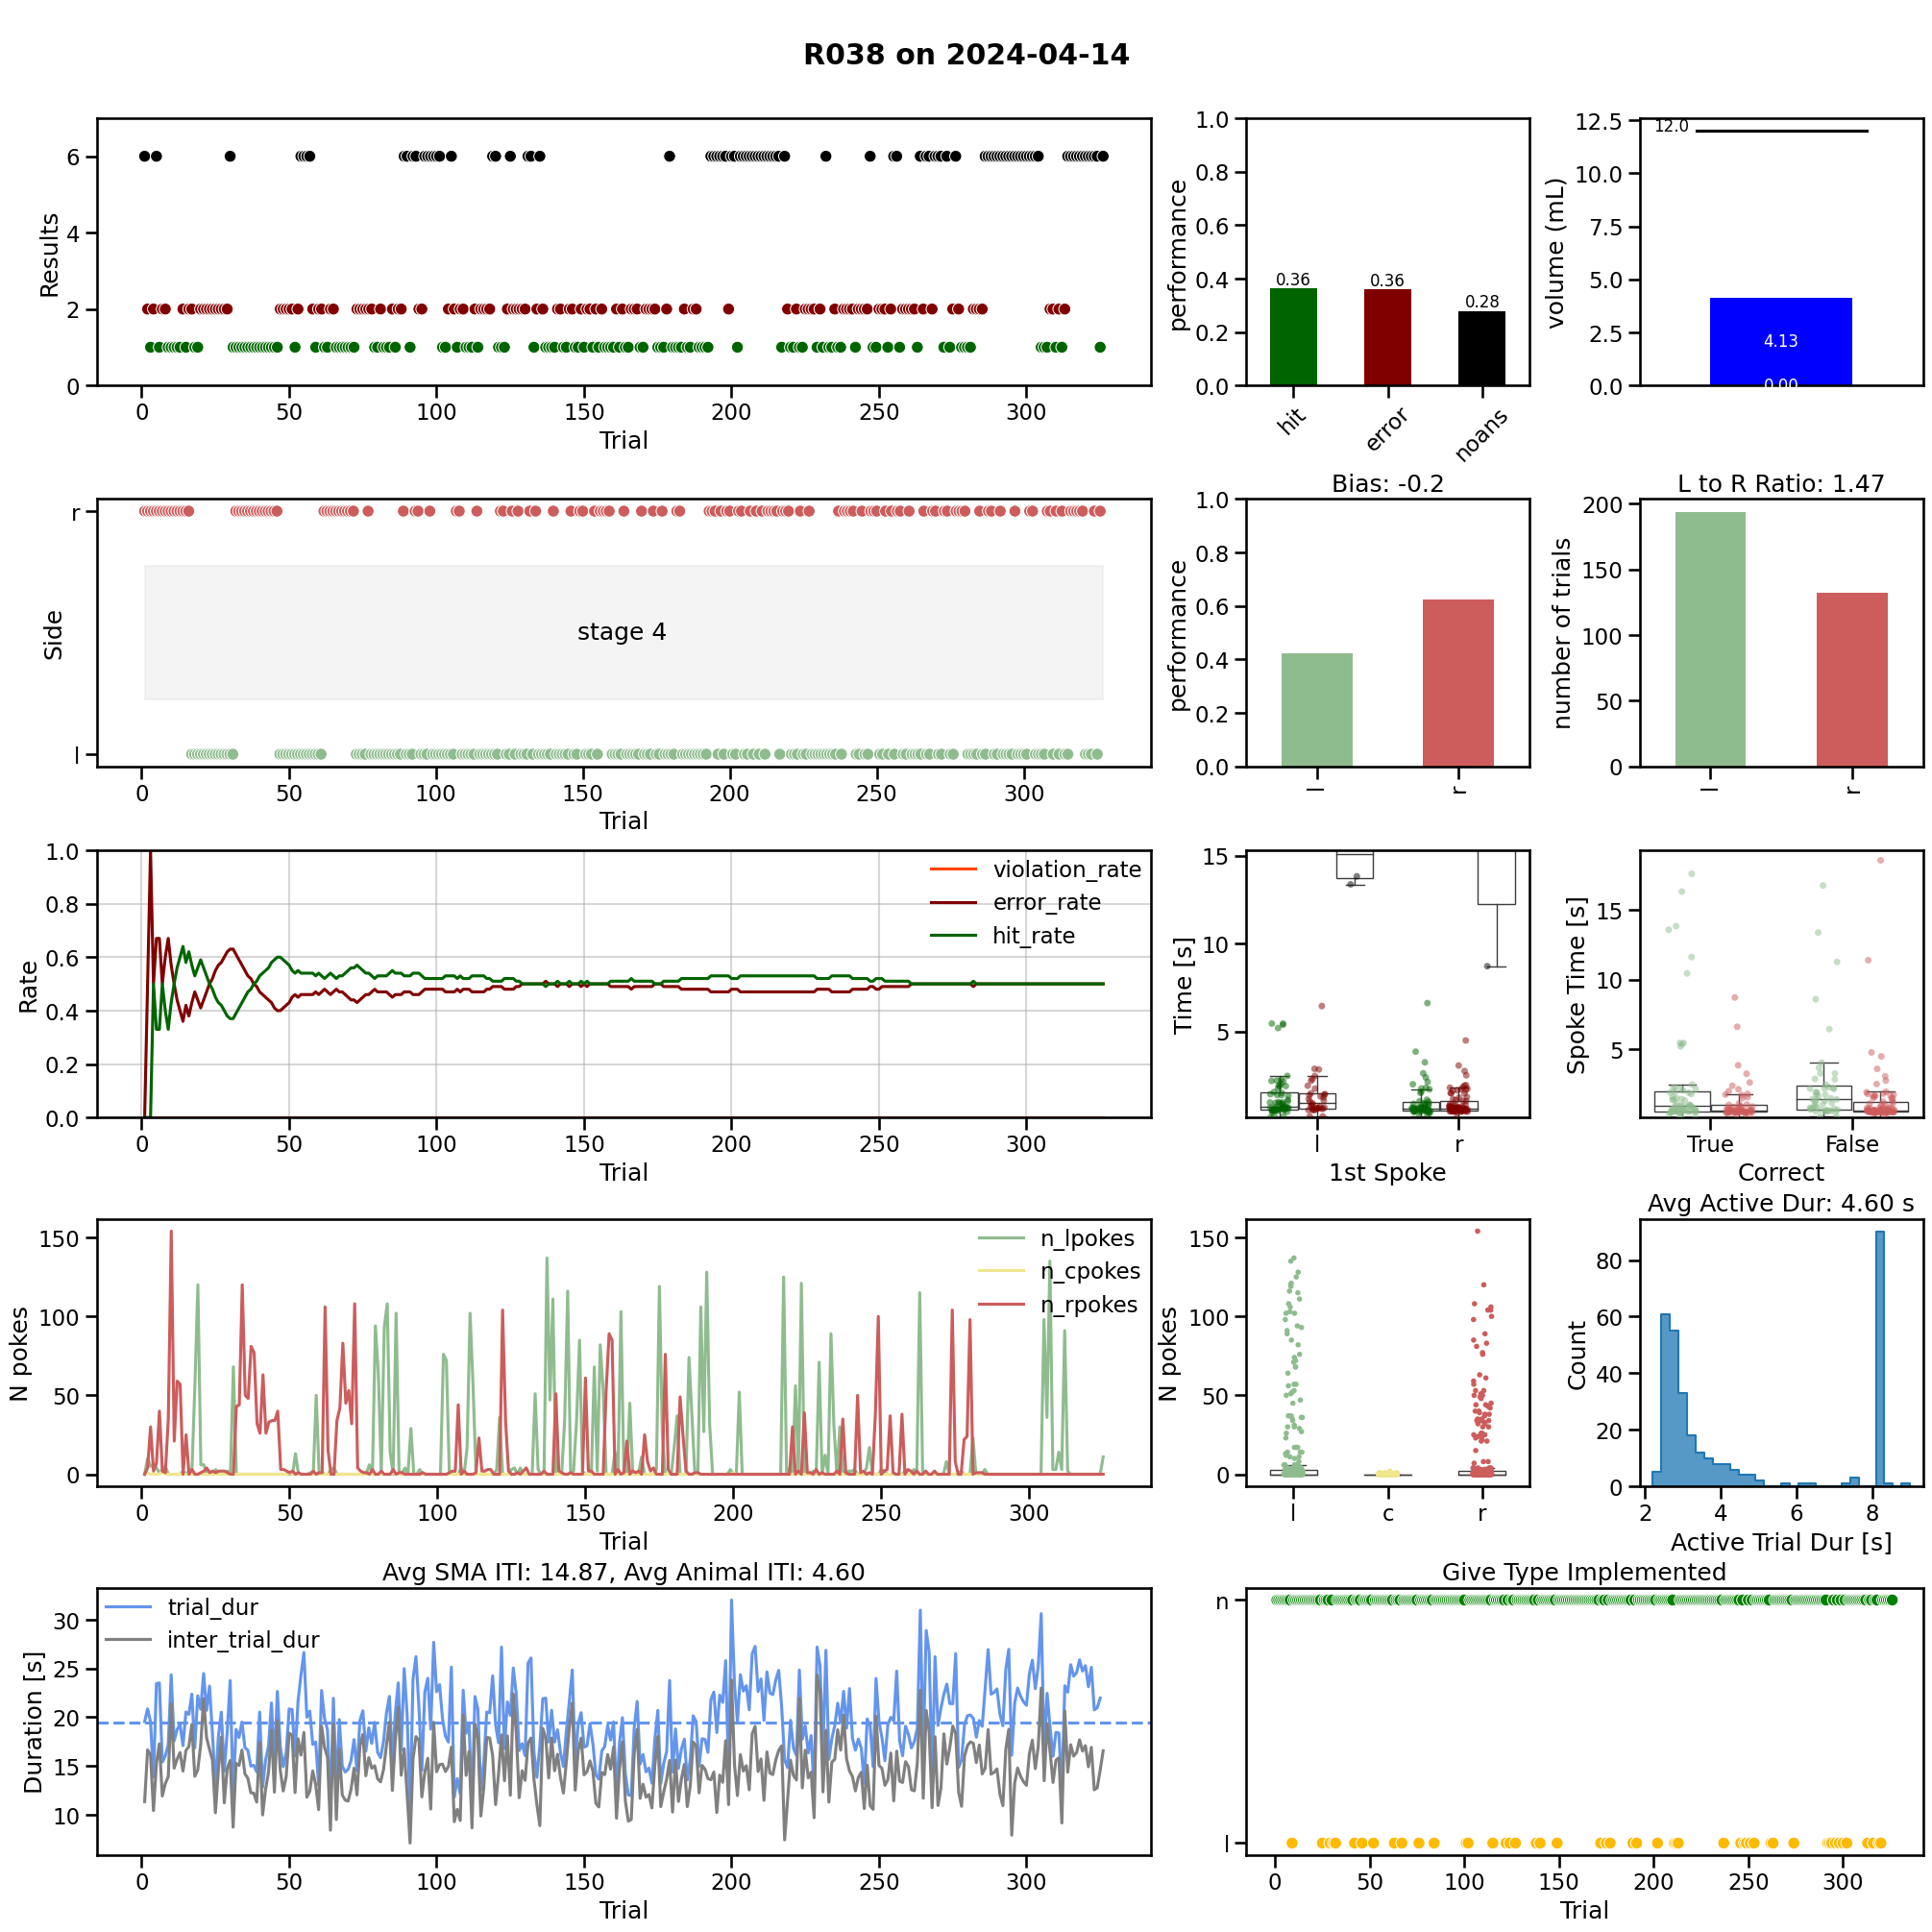 R038 on 2024-04-14
Results
6
4
2
0
0 50 100 150 200 250 300
Trial
performance
1.0
0.8
0.6
0.4
0.2
0.0
0.36
0.36
0.28
hit error noans
volume (mL)
12.5
10.0
7.5
5.0
2.5
0.0
12.0
4.13
0.00
Side
r
stage 4
l
0 50 100 150 200 250 300
Trial
Bias: -0.2
performance
1.0
0.8
0.6
0.4
0.2
0.0
l r
L to R Ratio: 1.47
number of trials
200
150
100
50
0
l r
Rate
1.0
0.8
0.6
0.4
0.2
0.0
violation_rate
error_rate
hit_rate
0 50 100 150 200 250 300
Trial
Time [s]
15
10
5
l r
1st Spoke
Spoke Time [s]
15
10
5
True False
Correct
N pokes
150
100
50
0
n_lpokes
n_cpokes
n_rpokes
0 50 100 150 200 250 300
Trial
N pokes
150
100
50
0
l c r
Avg Active Dur: 4.60 s
Count
80
60
40
20
0
2 4 6 8
Active Trial Dur [s]
Avg SMA ITI: 14.87, Avg Animal ITI: 4.60
Duration [s]
30
25
20
15
10
trial_dur
inter_trial_dur
0 50 100 150 200 250 300
Trial
Give Type Implemented
n
l
0 50 100 150 200 250 300
Trial